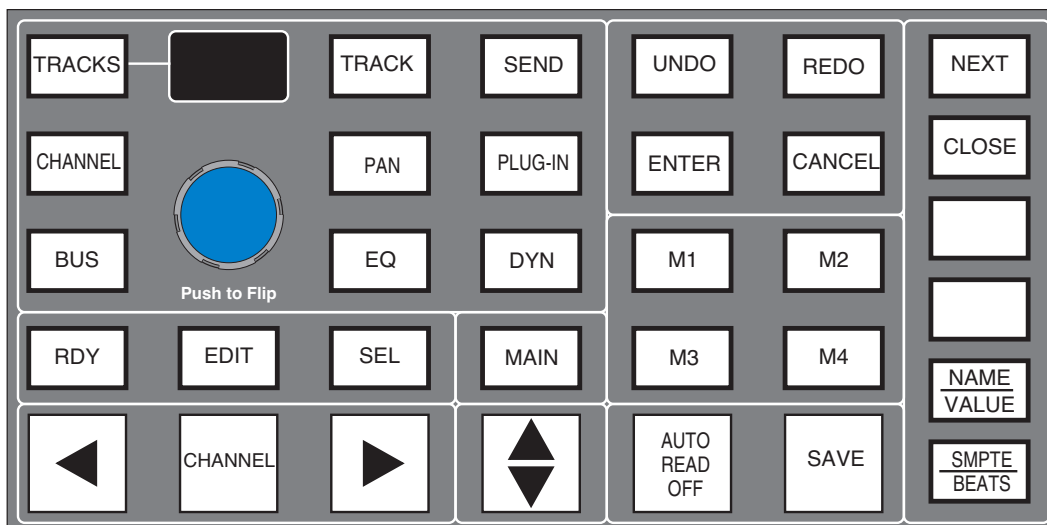 TRACKS
TRACK
SEND
UNDO
REDO
NEXT
CHANNEL
PAN
PLUG-IN
ENTER
CANCEL
CLOSE
BUS
Push to Flip
EQ
DYN
M1
M2
RDY
EDIT
SEL
MAIN
M3
M4
NAME
VALUE
CHANNEL
AUTO
READ
OFF
SAVE
SMPTE
BEATS